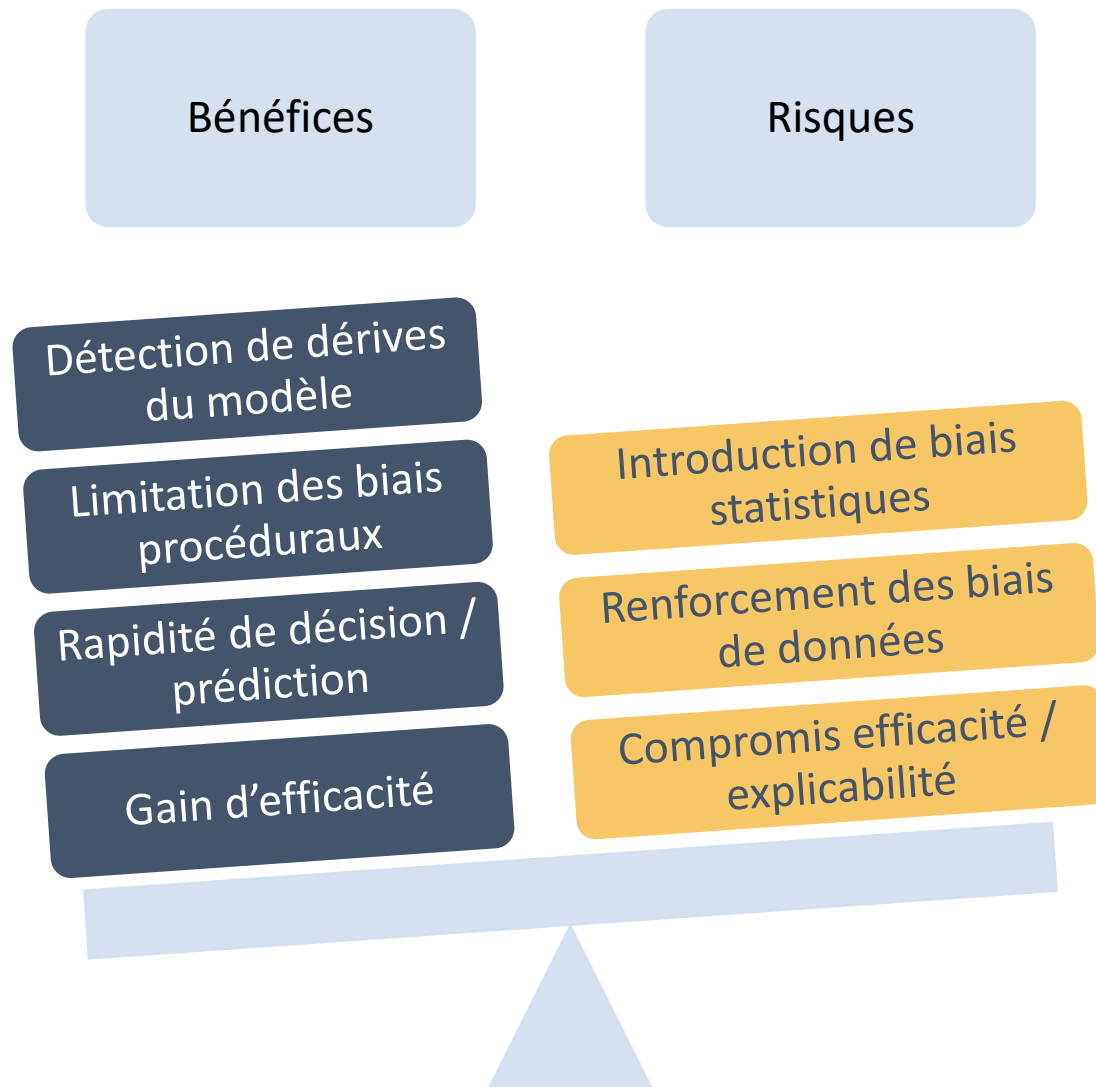 Bénéfices
Risques
Détection de dérives
du modèle
Limitation des biais
procéduraux
Rapidité de décision /
prédiction
Gain d’efficacité
Introduction de biais
statistiques
Renforcement des biais
de données
Compromis efficacité /
explicabilité